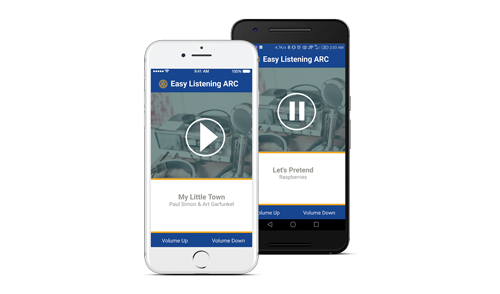 9:41 AM
100%
Easy Listening ARC
My Little Town
Paul Simon & Art Garfunkel
Volume Up
Volume Down
2:03 AM
Easy Listening ARC
Let's Pretend
Raspberries
olume Up
Volume Down